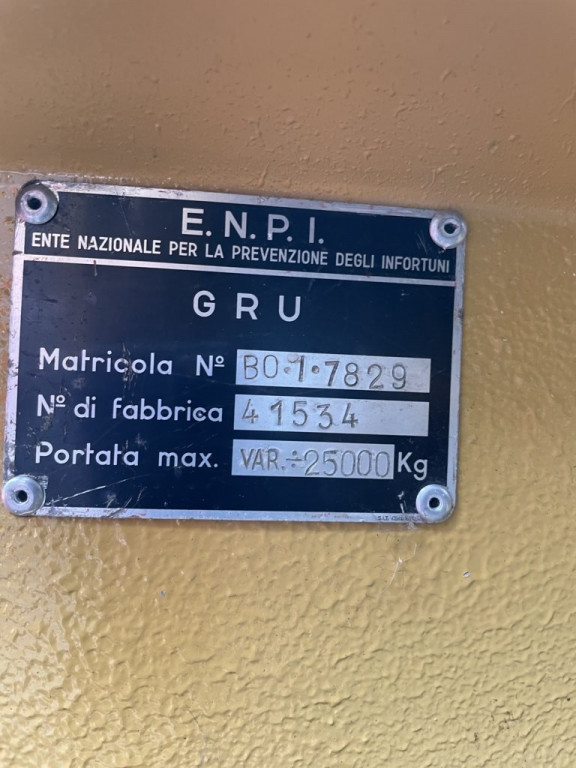 E.N.P.I.
ENTE NAZIONALE PER LA PREVENZIONE DEGLI INFORTUNI
GRU
Matricola Nº BO·1·7829
Nº di fabbrica 41534
Portata max. VAR.÷25000 Kg